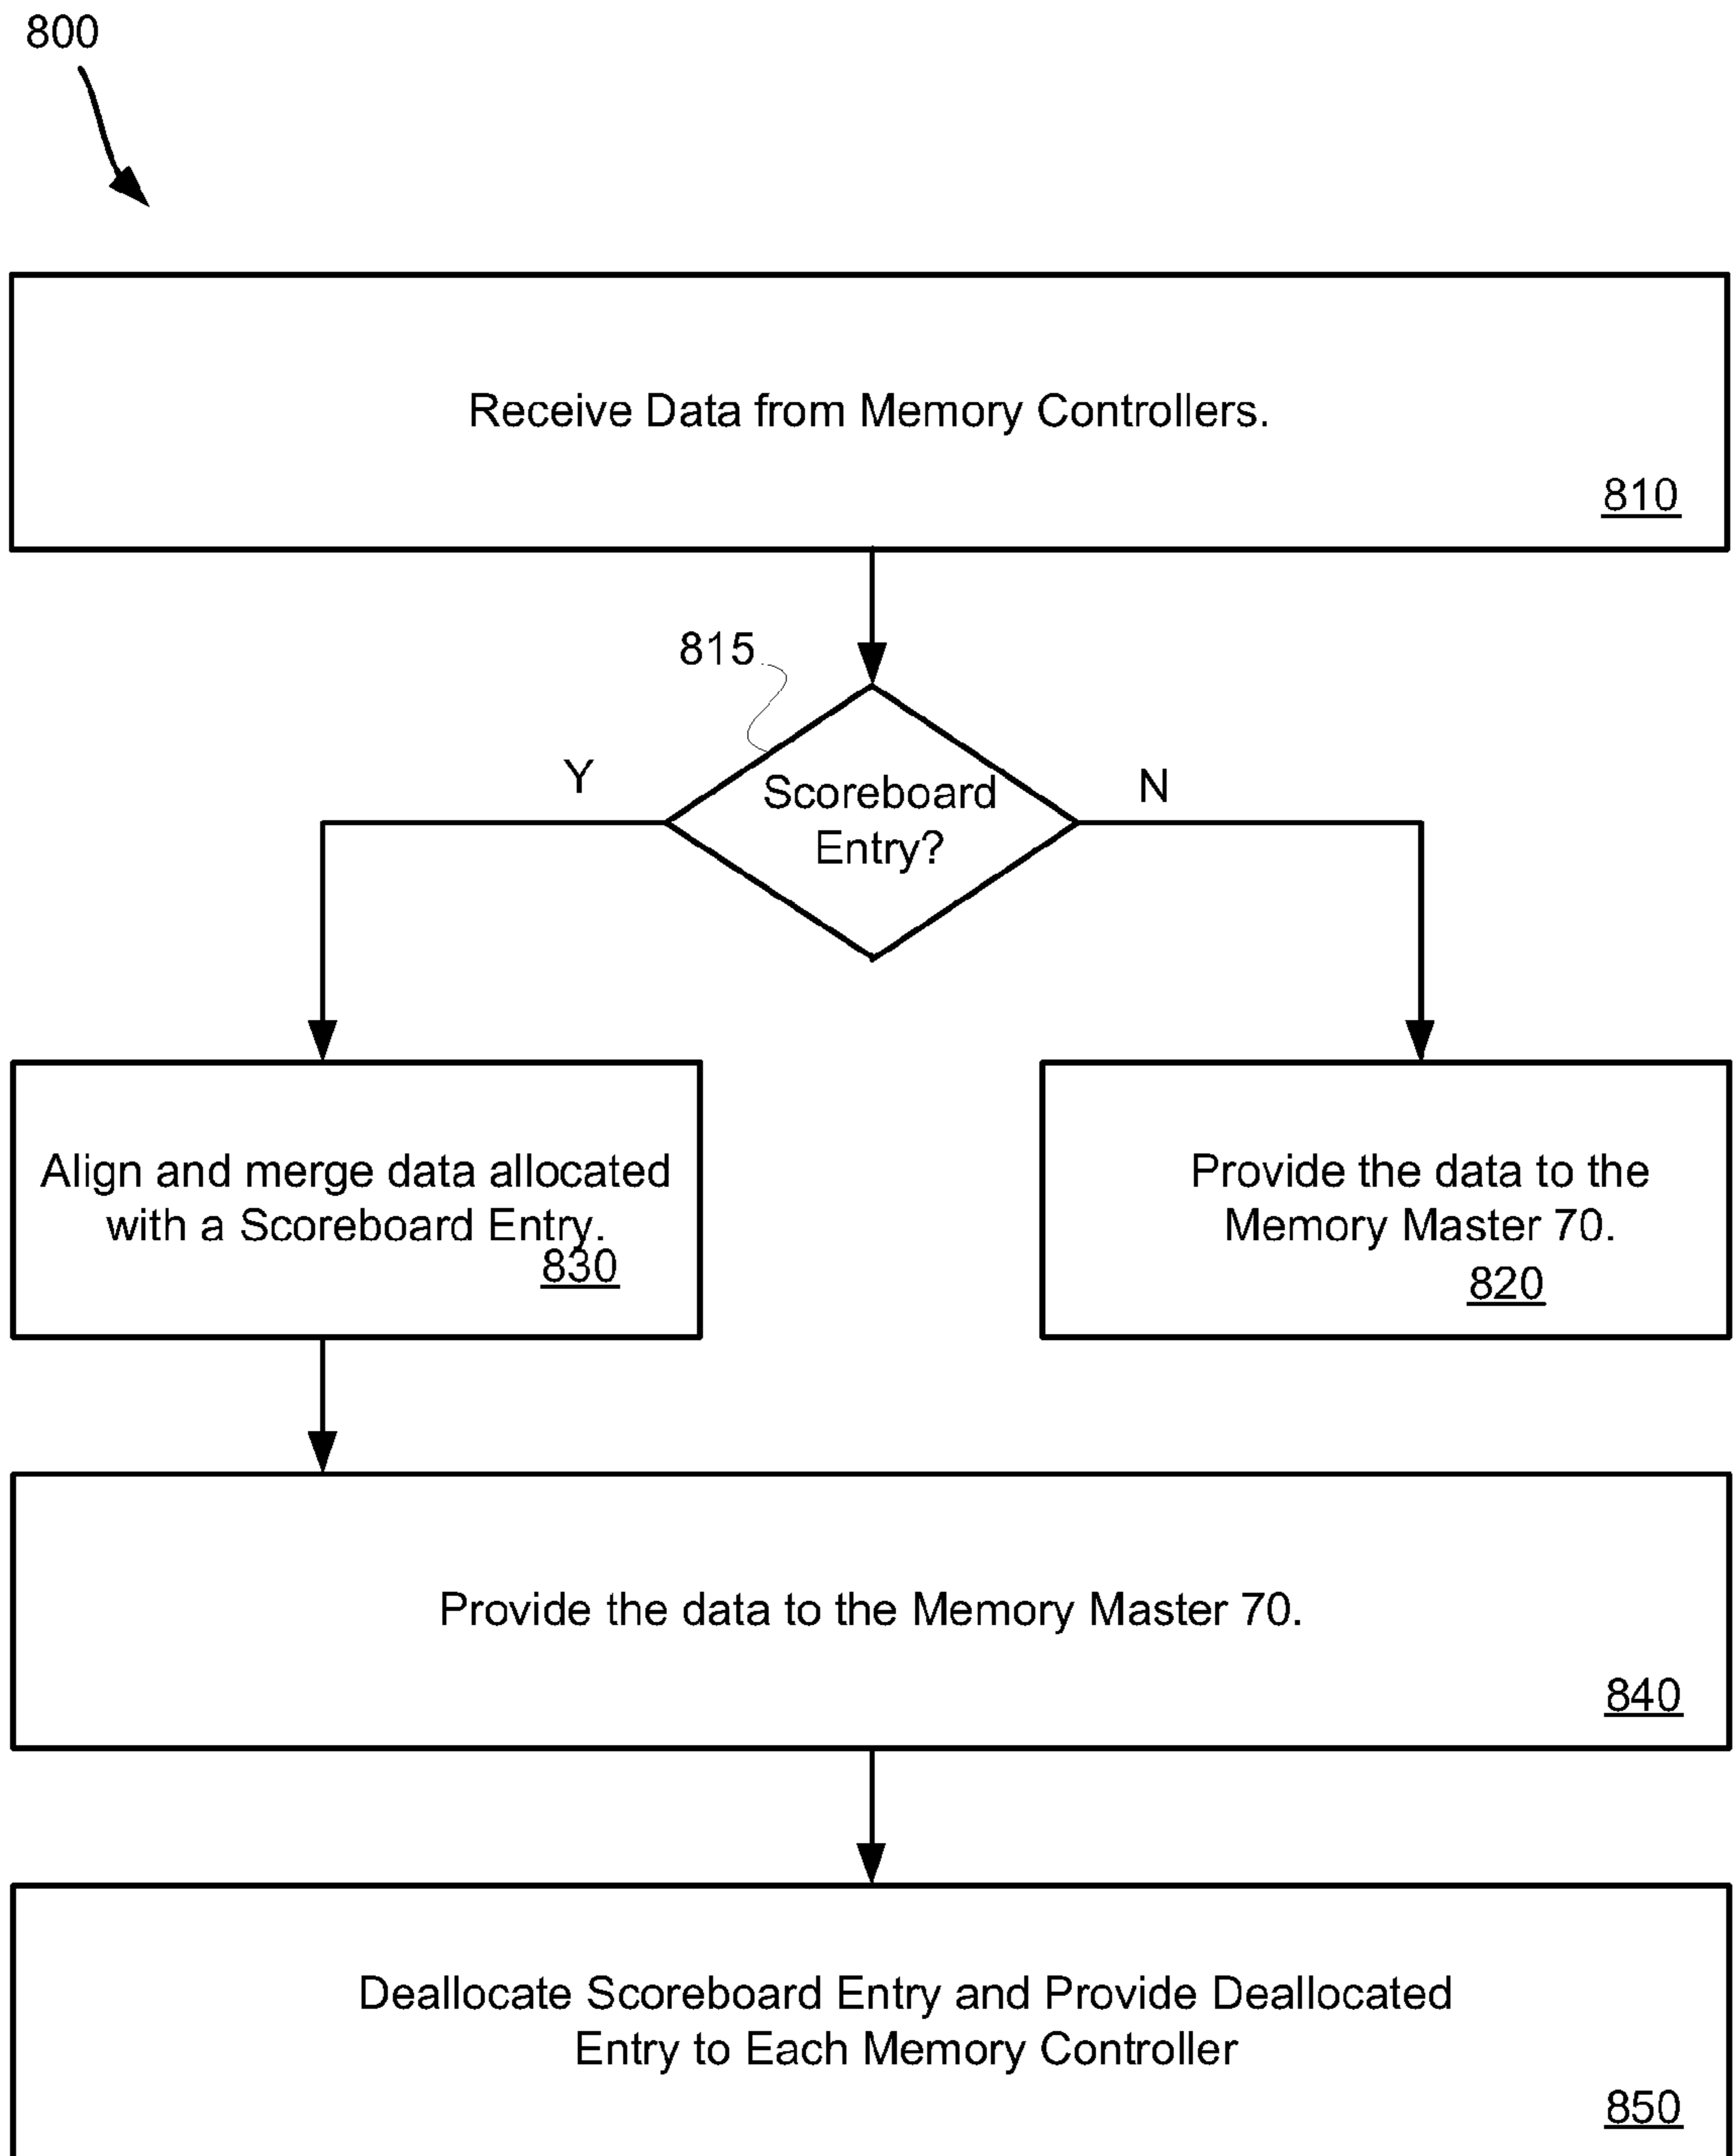 800
Receive Data from Memory Controllers.
810
815
Y
Scoreboard
Entry?
N
Align and merge data allocated
with a Scoreboard Entry.
830
Provide the data to the
Memory Master 70.
820
Provide the data to the Memory Master 70.
840
Deallocate Scoreboard Entry and Provide Deallocated
Entry to Each Memory Controller
850